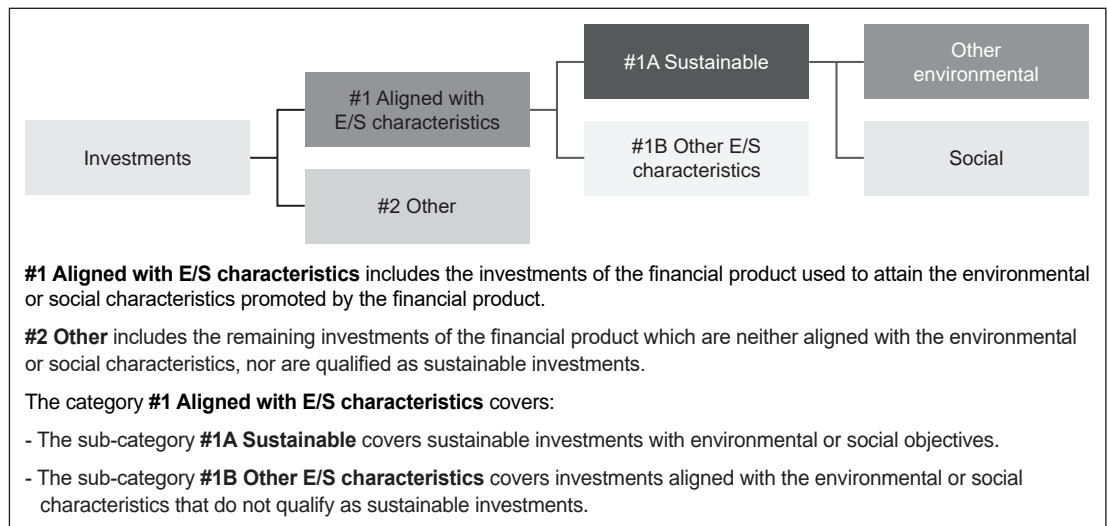 Investments
#1 Aligned with
E/S characteristics
#2 Other
#1A Sustainable
#1B Other E/S
characteristics
Other
environmental
Social
#1 Aligned with E/S characteristics includes the investments of the financial product used to attain the environmental
or social characteristics promoted by the financial product.
#2 Other includes the remaining investments of the financial product which are neither aligned with the environmental
or social characteristics, nor are qualified as sustainable investments.
The category #1 Aligned with E/S characteristics covers:
- The sub-category #1A Sustainable covers sustainable investments with environmental or social objectives.
- The sub-category #1B Other E/S characteristics covers investments aligned with the environmental or social
characteristics that do not qualify as sustainable investments.